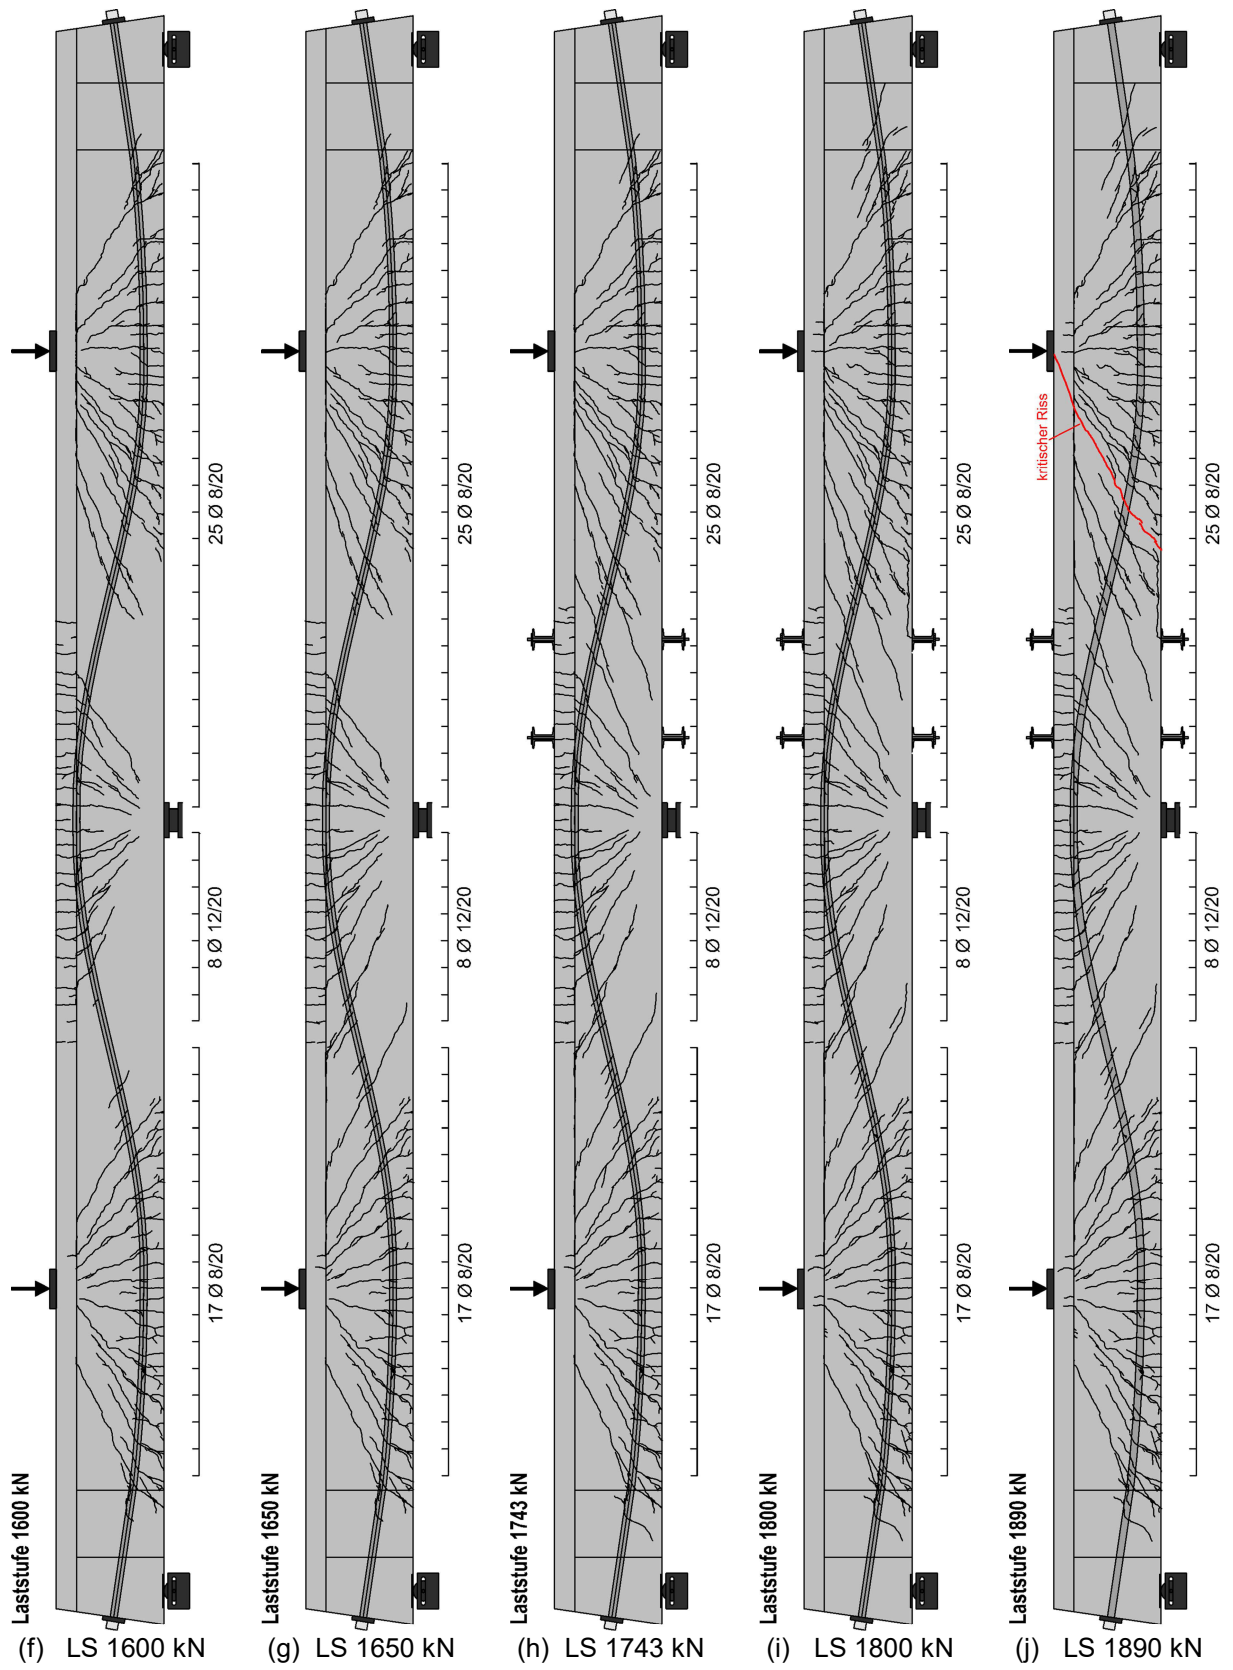 Laststufe 1600 kN
25 Ø 8/20
8 Ø 12/20
17 Ø 8/20
(f) LS 1600 kN
Laststufe 1650 kN
25 Ø 8/20
8 Ø 12/20
17 Ø 8/20
(g) LS 1650 kN
Laststufe 1743 kN
25 Ø 8/20
8 Ø 12/20
17 Ø 8/20
(h) LS 1743 kN
Laststufe 1800 kN
25 Ø 8/20
8 Ø 12/20
17 Ø 8/20
(i) LS 1800 kN
Laststufe 1890 kN
kritischer Riss
25 Ø 8/20
8 Ø 12/20
17 Ø 8/20
(j) LS 1890 kN